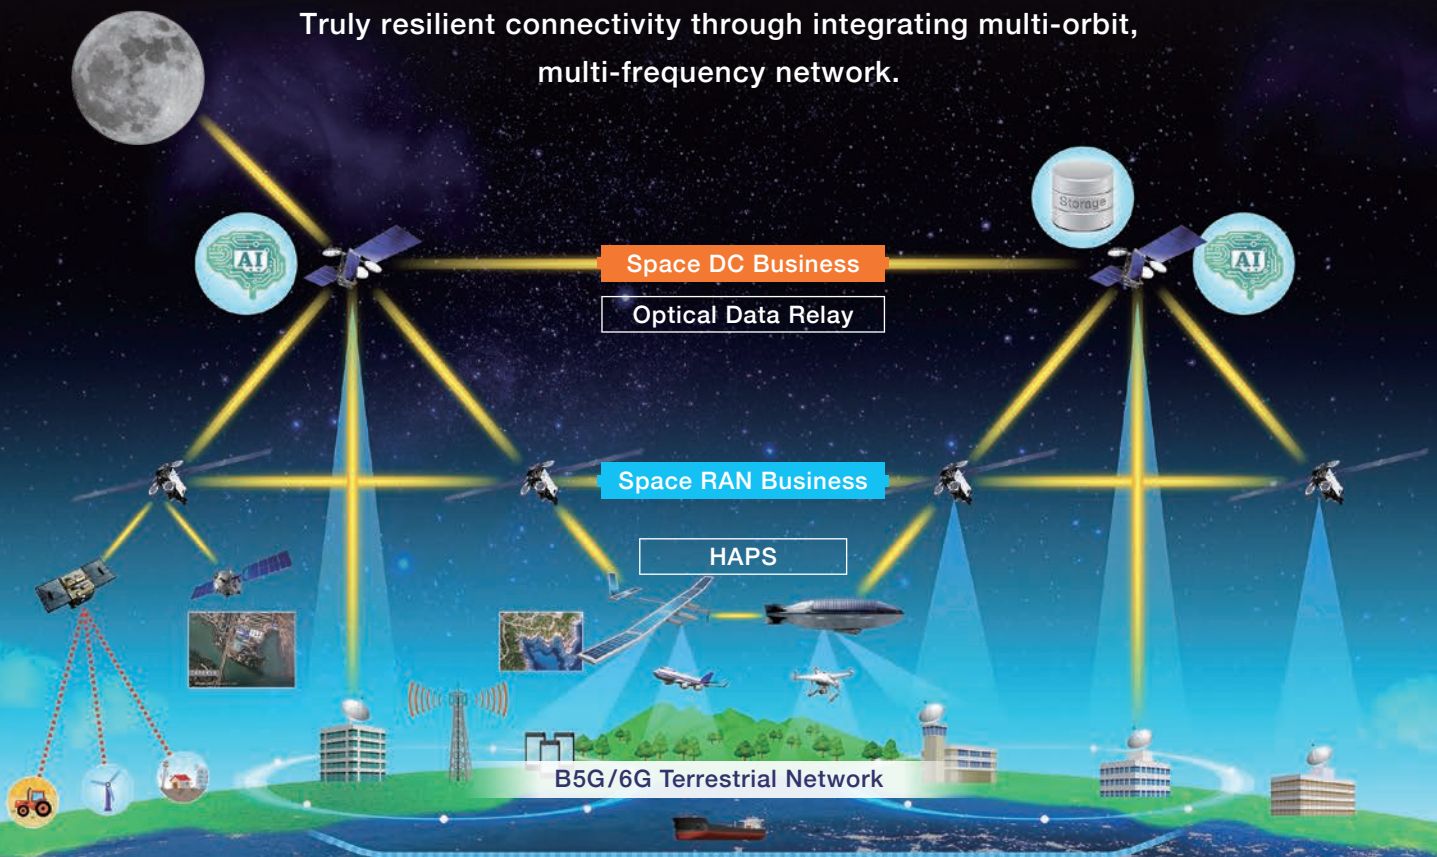 Truly resilient connectivity through integrating multi-orbit,
multi-frequency network.
Storage
AI
AI
Space DC Business
Optical Data Relay
Space RAN Business
HAPS
B5G/6G Terrestrial Network